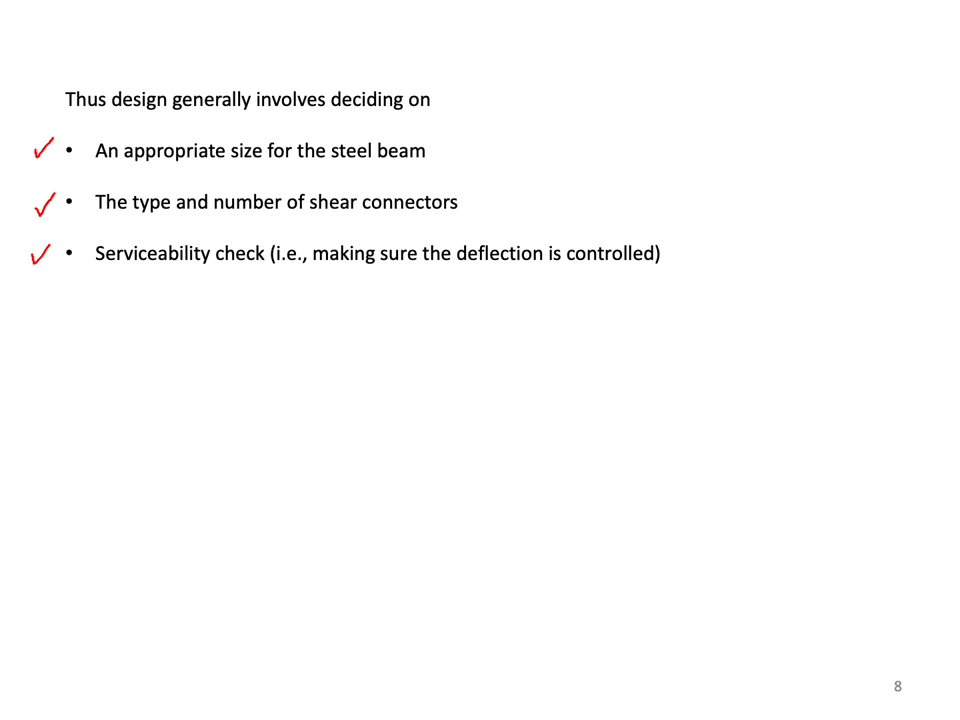 Thus design generally involves deciding on
• An appropriate size for the steel beam
• The type and number of shear connectors
• Serviceability check (i.e., making sure the deflection is controlled)
8